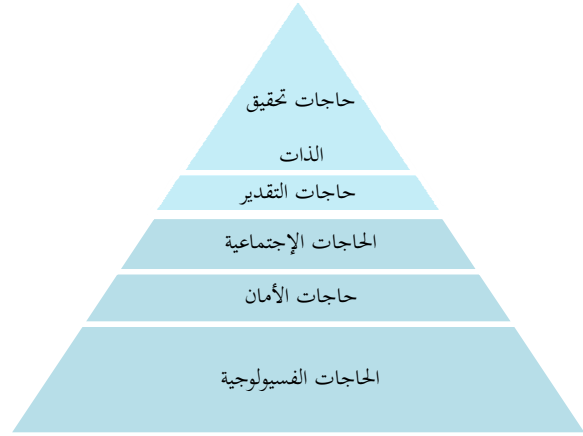 حاجات تحقيق
الذات
حاجات التقدير
الحاجات الإجتماعية
حاجات الأمان
الحاجات الفسيولوجية